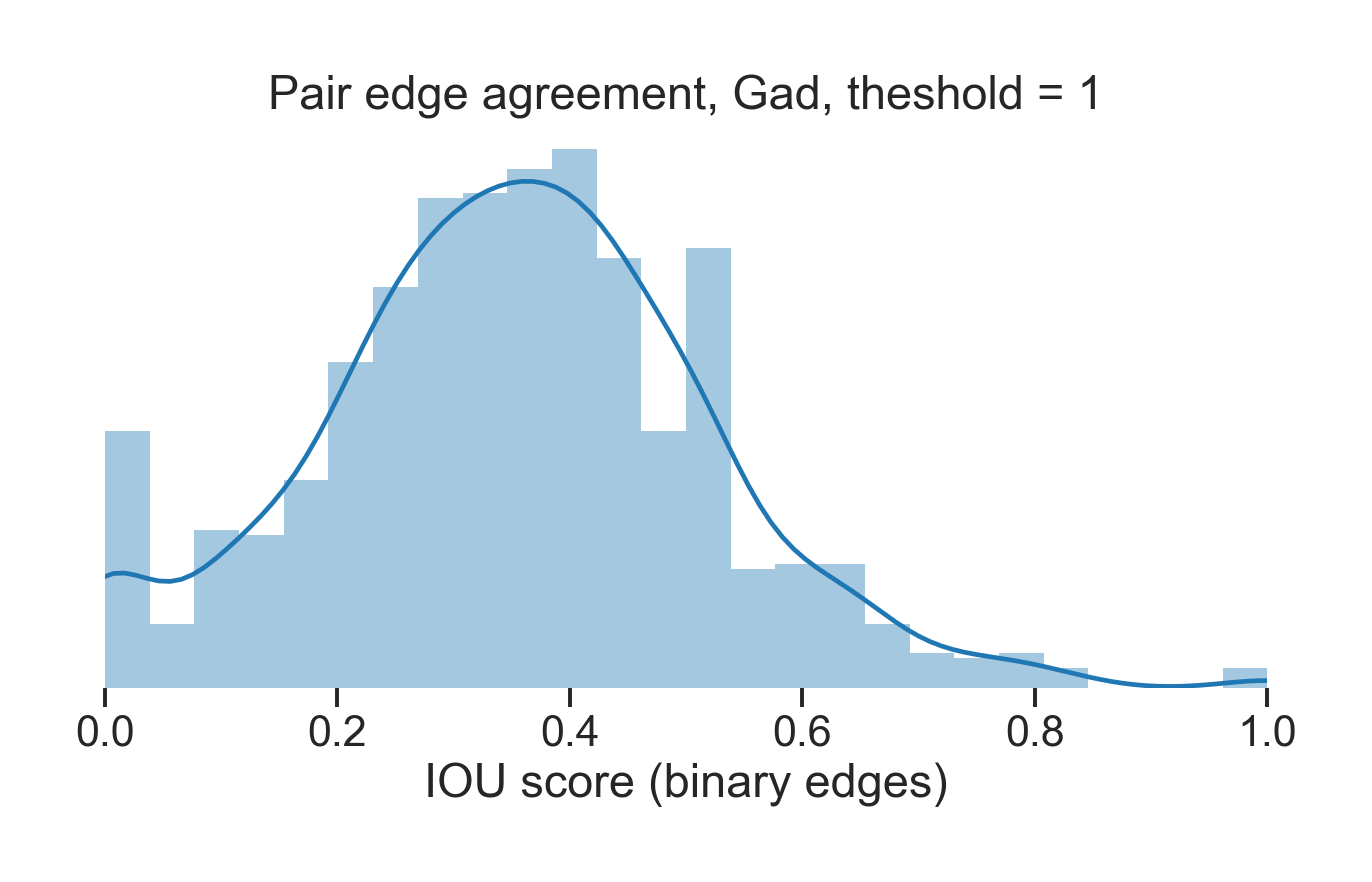 Pair edge agreement, Gad, theshold = 1
0.0 0.2 0.4 0.6 0.8 1.0
IOU score (binary edges)